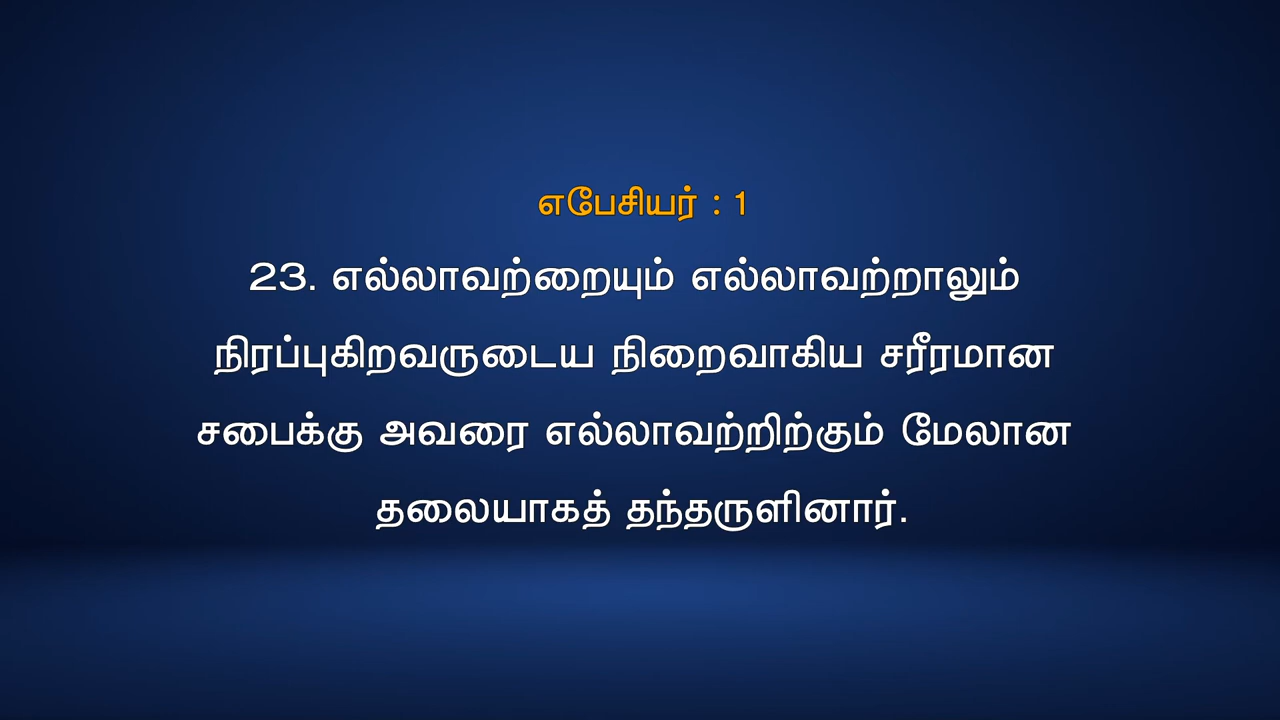 எபேசியர் : 1
23. எல்லாவற்றையும் எல்லாவற்றாலும்
நிரப்புகிறவருடைய நிறைவாகிய சரீரமான
சபைக்கு அவரை எல்லாவற்றிற்கும் மேலான
தலையாகத் தந்தருளினார்.